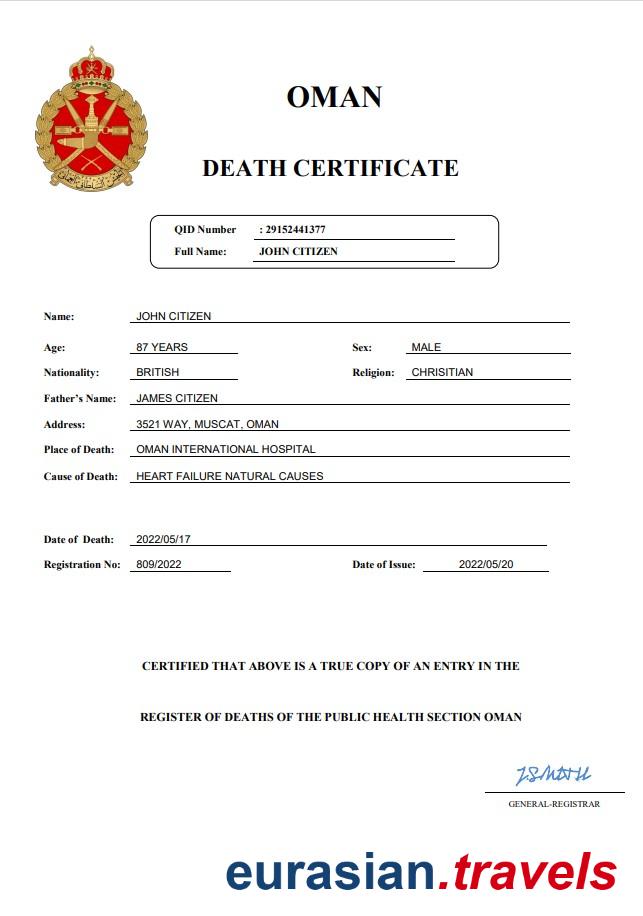 OMAN
DEATH CERTIFICATE
QID Number : 29152441377
Full Name: JOHN CITIZEN
Name: JOHN CITIZEN
Age: 87 YEARS Sex: MALE
Nationality: BRITISH Religion: CHRISITIAN
Father's Name: JAMES CITIZEN
Address: 3521 WAY, MUSCAT, OMAN
Place of Death: OMAN INTERNATIONAL HOSPITAL
Cause of Death: HEART FAILURE NATURAL CAUSES
Date of Death: 2022/05/17
Registration No: 809/2022 Date of Issue: 2022/05/20
CERTIFIED THAT ABOVE IS A TRUE COPY OF AN ENTRY IN THE
REGISTER OF DEATHS OF THE PUBLIC HEALTH SECTION OMAN
GENERAL-REGISTRAR
eurasian.travels